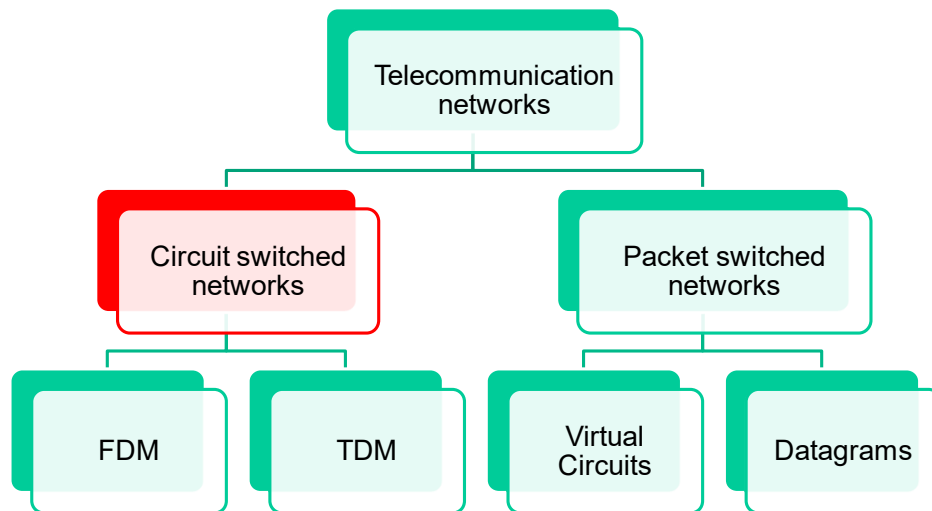 Telecommunication
networks
Circuit switched
networks
Packet switched
networks
FDM
TDM
Virtual
Circuits
Datagrams